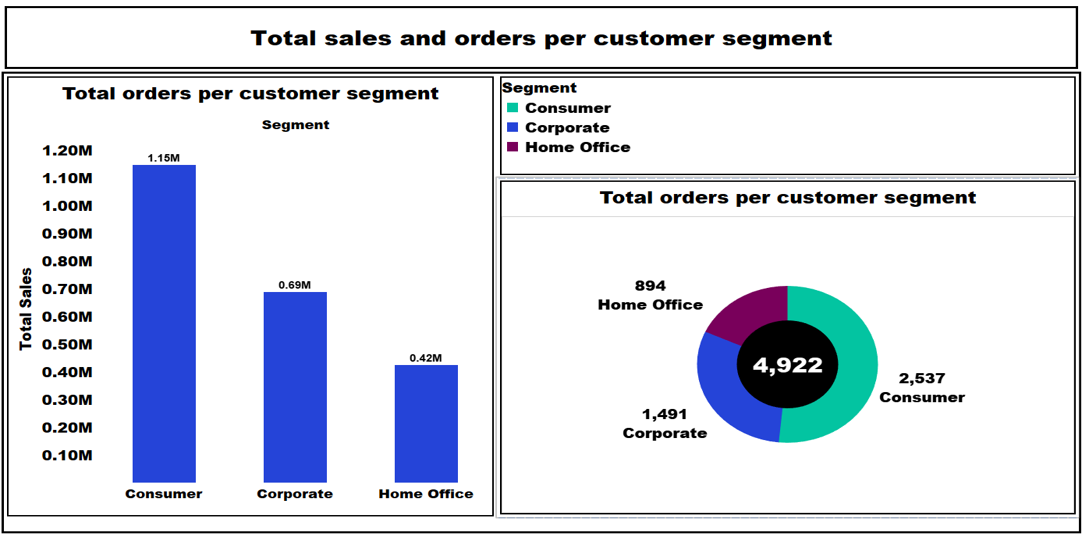 Total sales and orders per customer segment
Total orders per customer segment
Segment
Total Sales
1.20M
1.10M
1.00M
0.90M
0.80M
0.70M
0.60M
0.50M
0.40M
0.30M
0.20M
0.10M
1.15M
0.69M
0.42M
Consumer
Corporate
Home Office
Segment
Consumer
Corporate
Home Office
Total orders per customer segment
894
Home Office
4,922
2,537
Consumer
1,491
Corporate